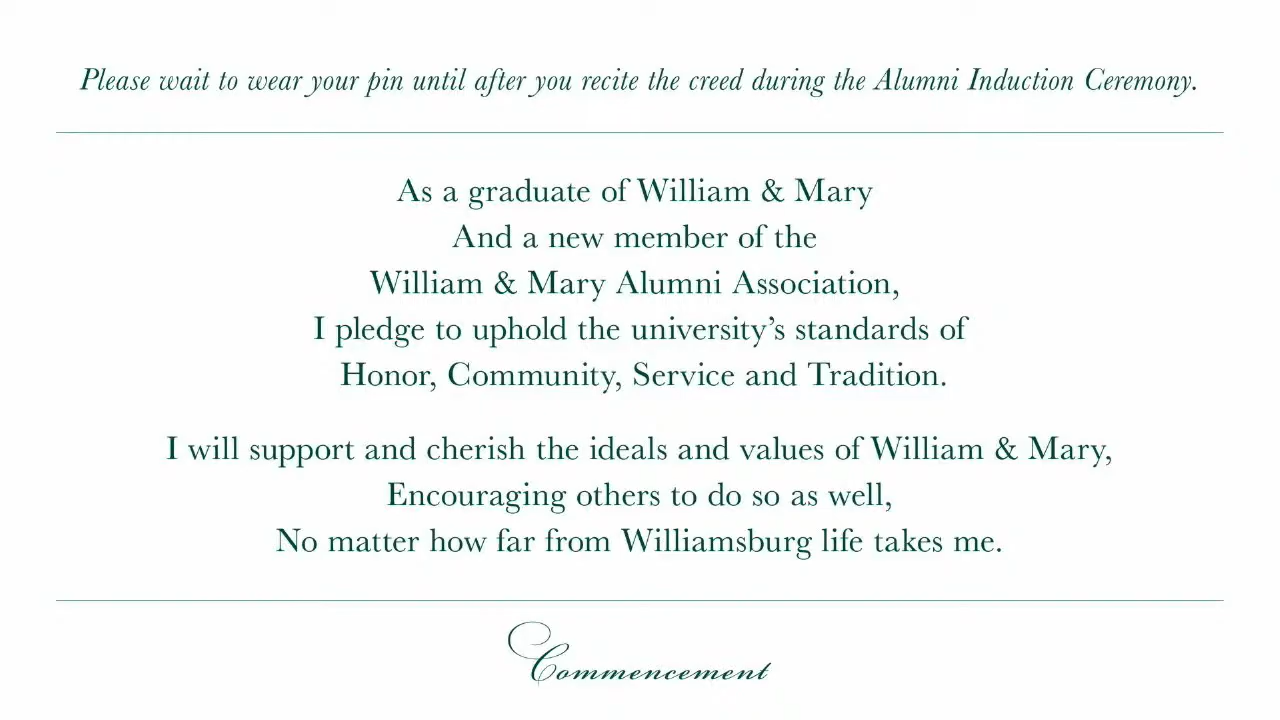 Please wait to wear your pin until after you recite the creed during the Alumni Induction Ceremony.
As a graduate of William & Mary
And a new member of the
William & Mary Alumni Association,
I pledge to uphold the university’s standards of
Honor, Community, Service and Tradition.
I will support and cherish the ideals and values of William & Mary,
Encouraging others to do so as well,
No matter how far from Williamsburg life takes me.
Commencement